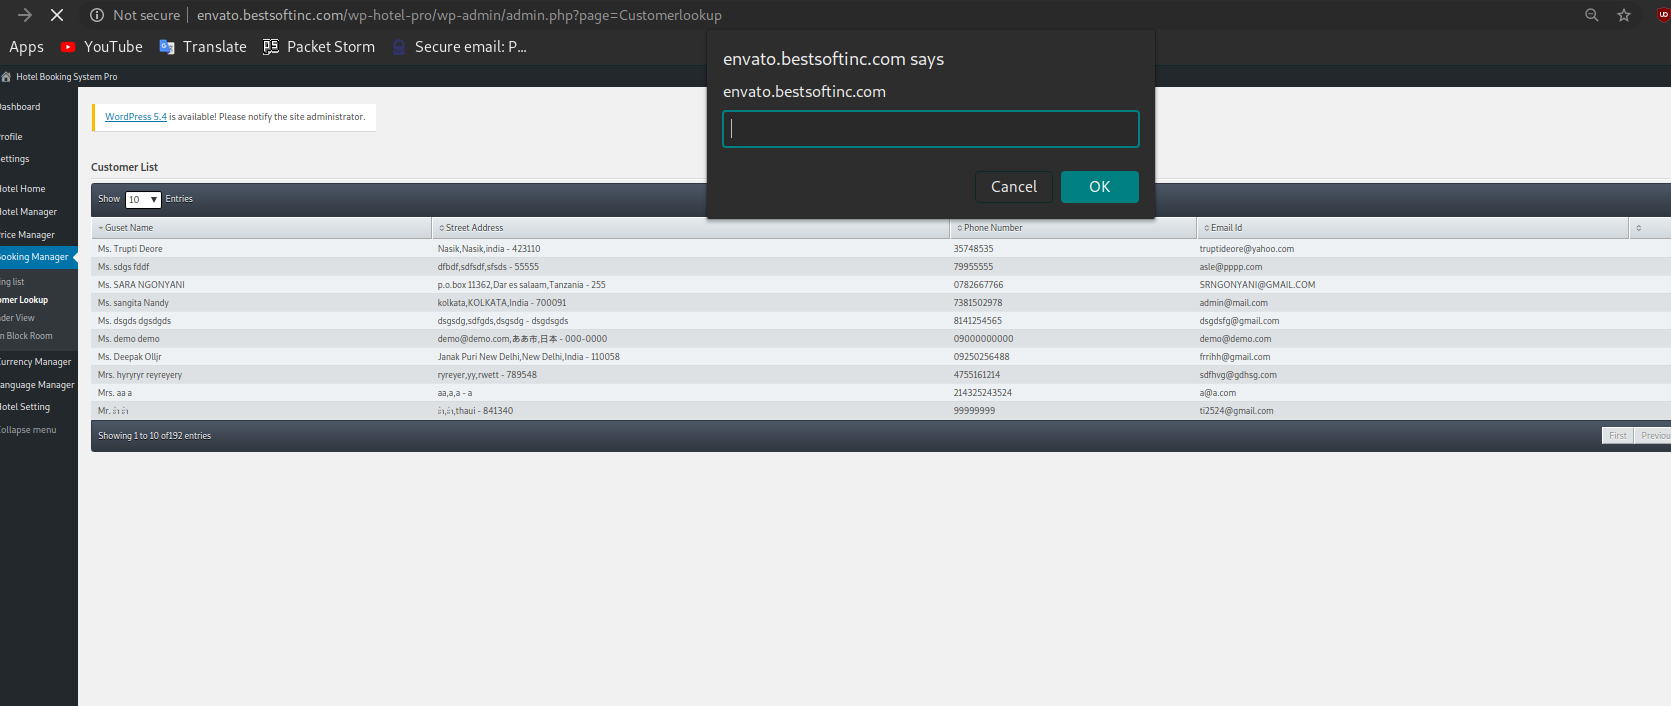 Not secure envato.bestsoftinc.com/wp-hotel-pro/wp-admin/admin.php?page=Customerlookup
Apps YouTube Translate Packet Storm Secure email: P...
envato.bestsoftinc.com says
envato.bestsoftinc.com
Cancel OK
Hotel Booking System Pro
WordPress 5.4 is available! Please notify the site administrator.
Dashboard
rofile
ettings
otel Home
otel Manager
rice Manager
ooking Manager
ing list
omer Lookup
nder View
n Block Room
urrency Manager
anguage Manager
otel Setting
ollapse menu
Customer List
Show 10 Entries
Guset Name Street Address Phone Number Email Id
Ms. Trupti Deore Nasik,Nasik,india - 423110 35748535 truptideore@yahoo.com
Ms. sdgs fddf dfbdf,sdfsdf,sfsds - 55555 79955555 asle@pppp.com
Ms. SARA NGONYANI p.o.box 11362,Dar es salaam,Tanzania - 255 0782667766 SRNGONYANI@GMAIL.COM
Ms. sangita Nandy kolkata,KOLKATA,India - 700091 7381502978 admin@mail.com
Ms. dsgds dgsdgds dsgsdg,sdfgds,dsgsdg - dsgdsgds 8141254565 dsgdsfg@gmail.com
Ms. demo demo demo@demo.com,ああ市,日本 - 000-0000 09000000000 demo@demo.com
Ms. Deepak Olljr Janak Puri New Delhi,New Delhi,India - 110058 09250256488 frrihh@gmail.com
Mrs. hyryryr reyreyery ryreyer,yy,rwett - 789548 4755161214 sdfhvg@gdhsg.com
Mrs. aa a aa,a,a - a 214325243524 a@a.com
Mr. thaui - 841340 99999999 ti2524@gmail.com
Showing 1 to 10 of192 entries First Previou